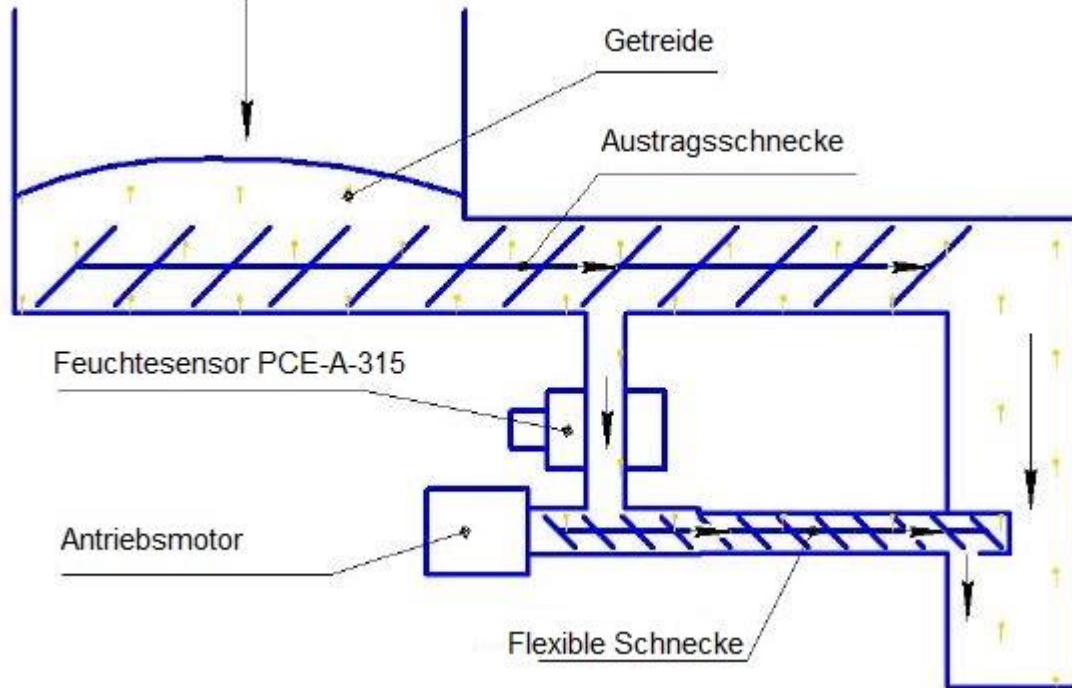 Getreide
Austragsschnecke
Feuchtesensor PCE-A-315
Antriebsmotor
Flexible Schnecke